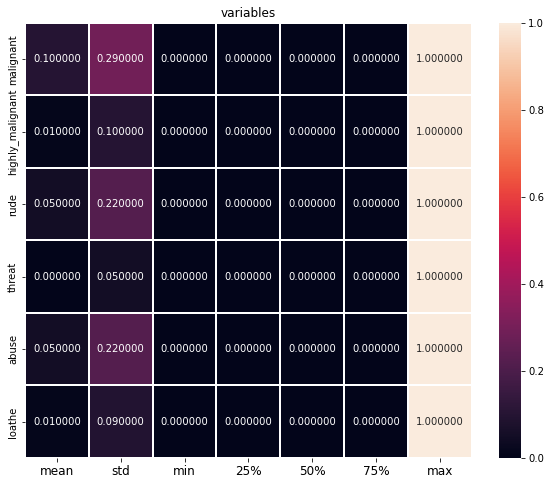 variables
malignant 0.100000 0.290000 0.000000 0.000000 0.000000 0.000000 1.000000
highly_malignant 0.010000 0.100000 0.000000 0.000000 0.000000 0.000000 1.000000
rude 0.050000 0.220000 0.000000 0.000000 0.000000 0.000000 1.000000
threat 0.000000 0.050000 0.000000 0.000000 0.000000 0.000000 1.000000
abuse 0.050000 0.220000 0.000000 0.000000 0.000000 0.000000 1.000000
loathe 0.010000 0.090000 0.000000 0.000000 0.000000 0.000000 1.000000
mean std min 25% 50% 75% max
1.0
0.8
0.6
0.4
0.2
0.0